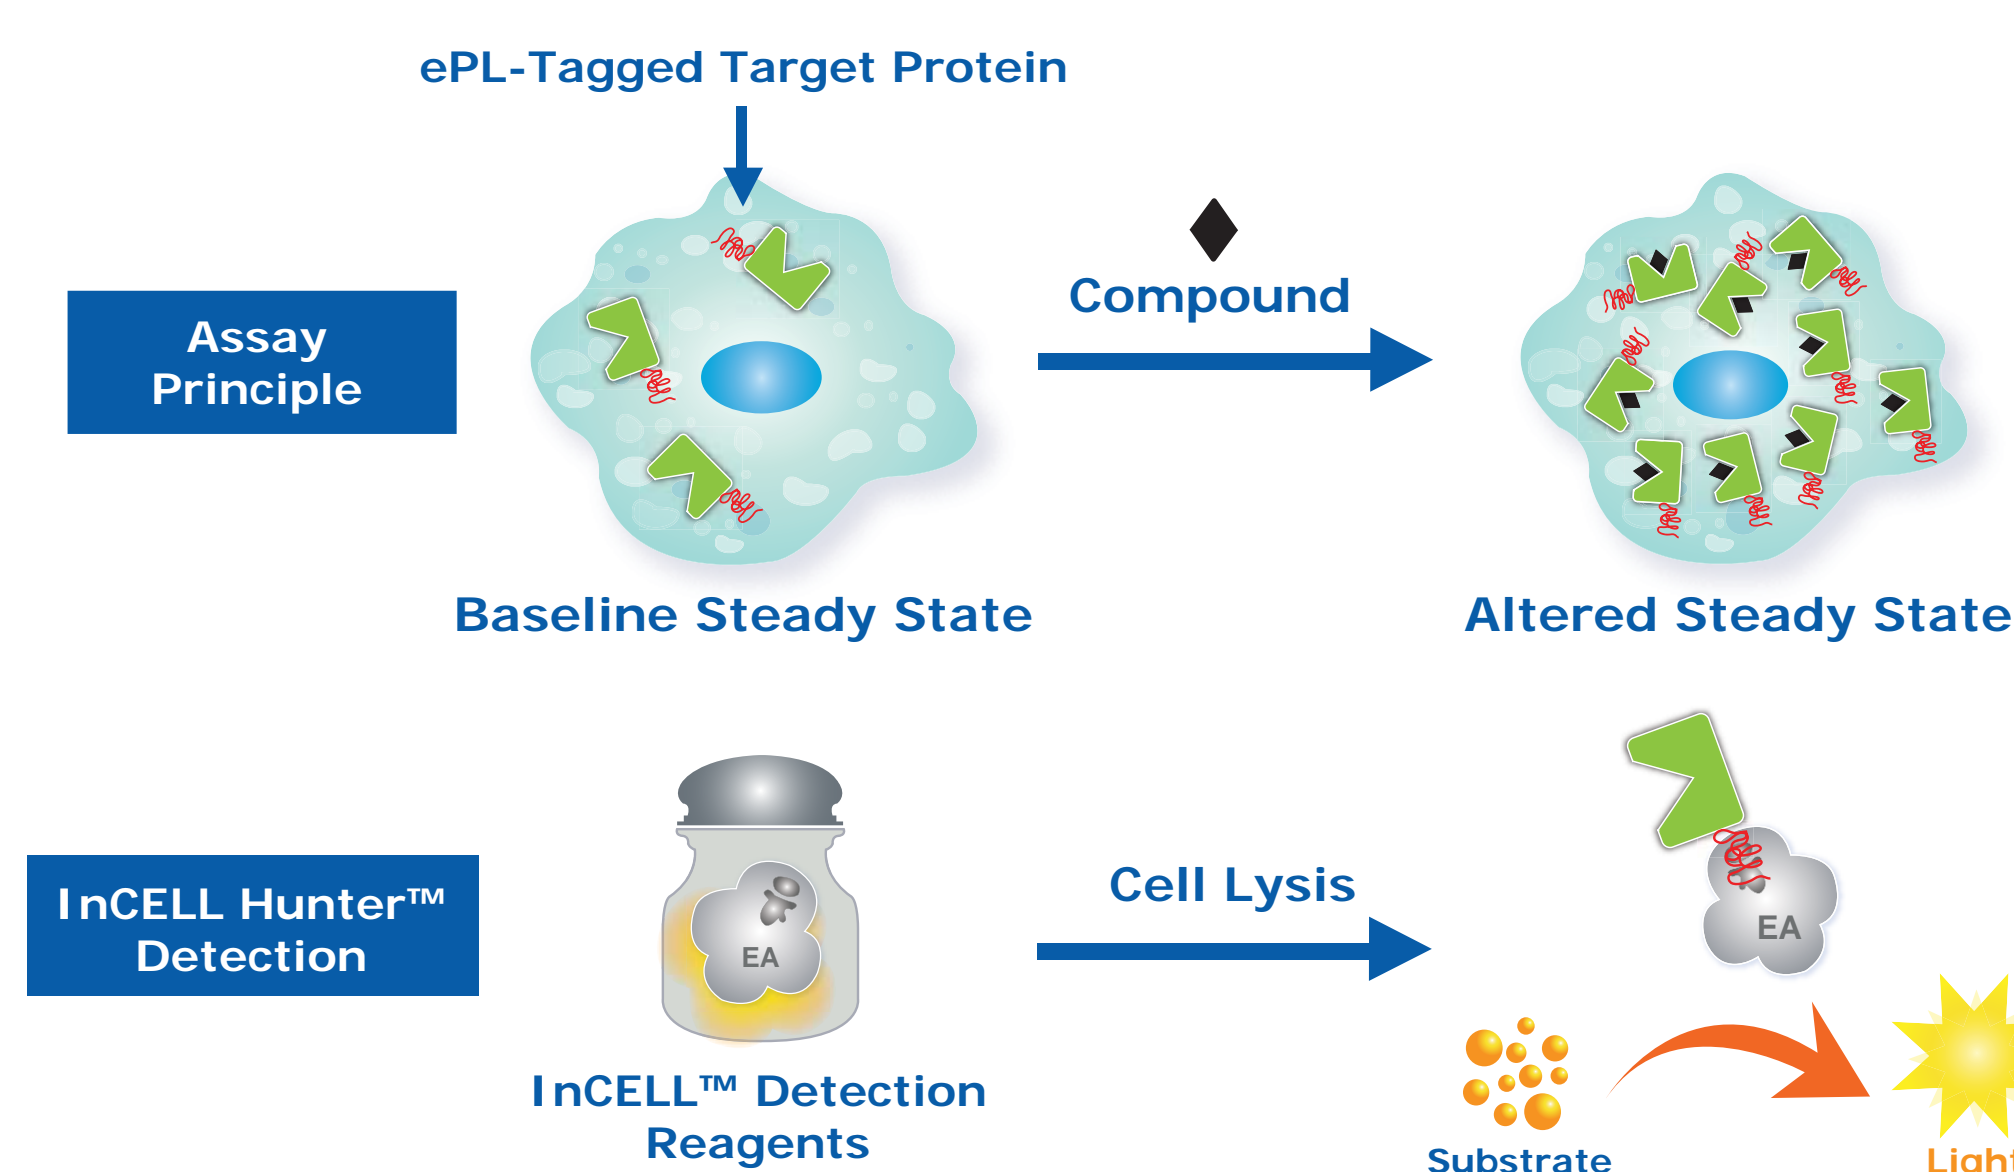 ePL-Tagged Target Protein
Assay
Principle
Compound
Baseline Steady State
Altered Steady State
InCELL Hunter™
Detection
EA
Cell Lysis
EA
InCELL™ Detection
Reagents
Substrate
Light